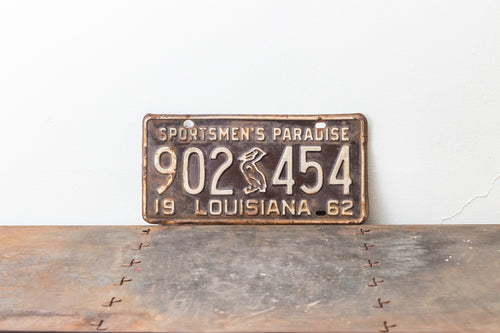 SPORTSMEN'S PARADISE
902 454
19 LOUISIANA 62